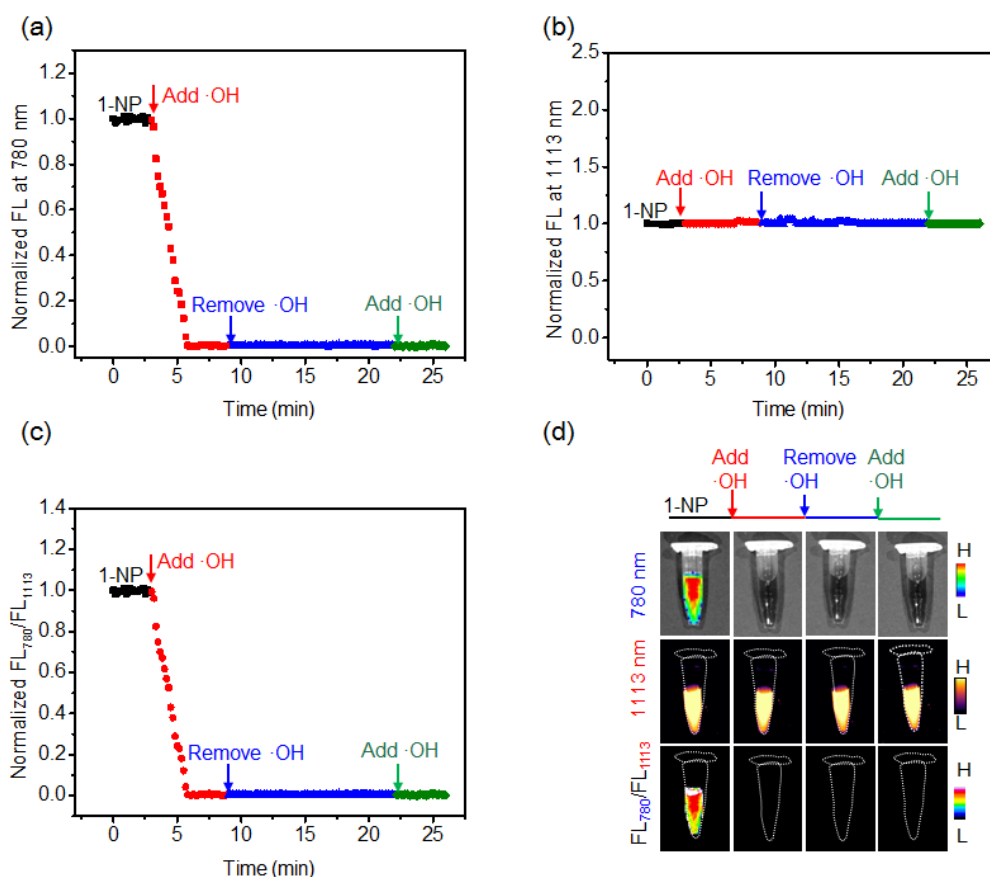 (a)
Normalized FL at 780 nm
1.2
1.0
0.8
0.6
0.4
0.2
0.0
1-NP
Add ·OH
Remove ·OH
Add ·OH
0 5 10 15 20 25
Time (min)
(b)
Normalized FL at 1113 nm
2.5
2.0
1.5
1.0
0.5
0.0
1-NP
Add ·OH
Remove ·OH
Add ·OH
0 5 10 15 20 25
Time (min)
(c)
Normalized FL780/FL1113
1.4
1.2
1.0
0.8
0.6
0.4
0.2
0.0
1-NP
Add ·OH
Remove ·OH
Add ·OH
0 5 10 15 20 25
Time (min)
(d)
1-NP
Add
·OH
Remove
·OH
Add
·OH
780 nm
H
L
1113 nm
H
L
FL780/FL1113
H
L